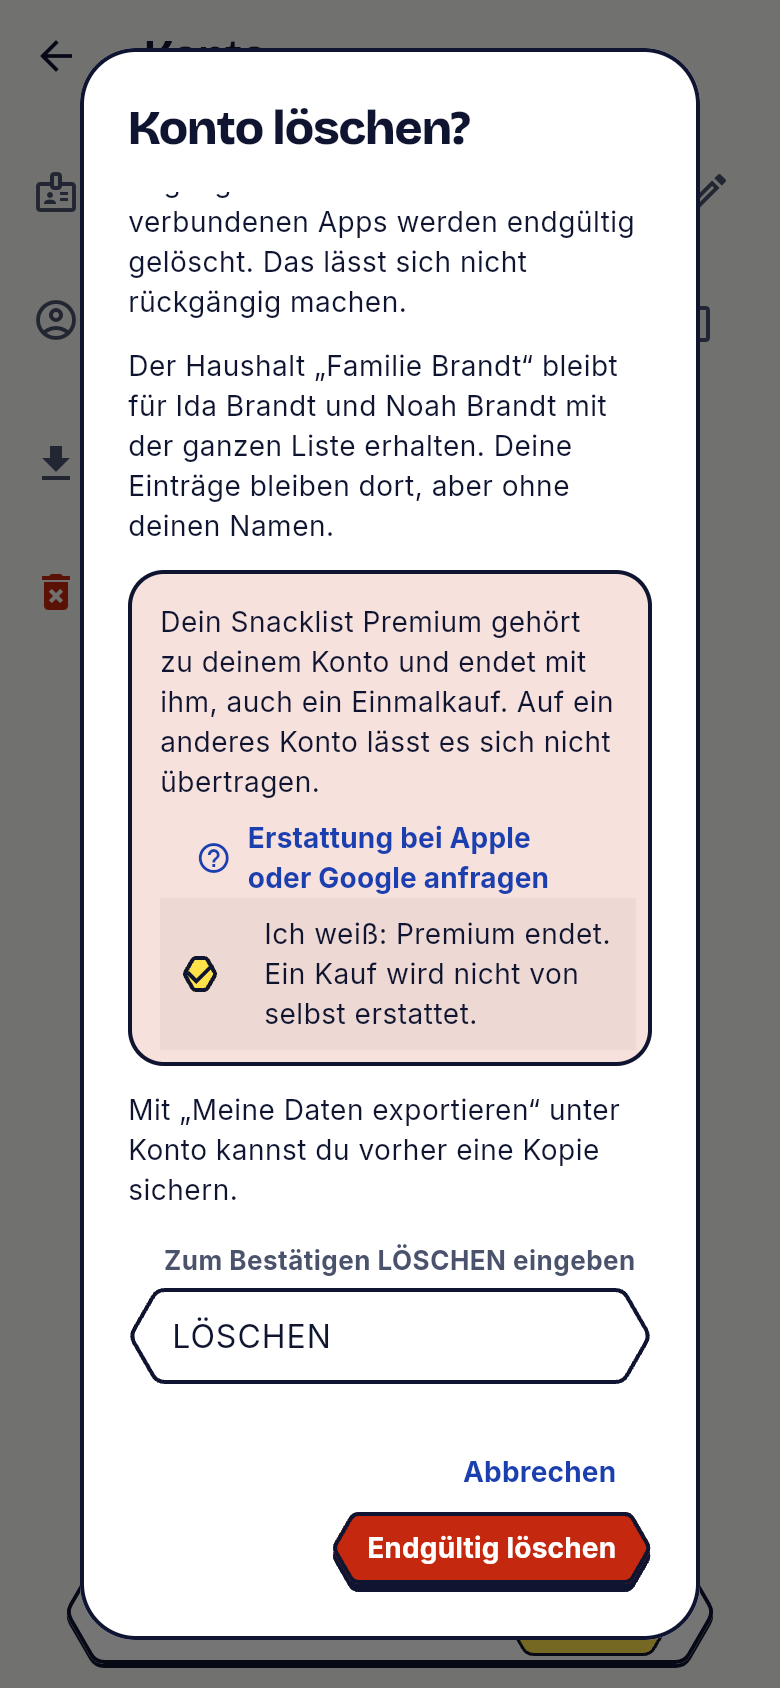 Konto löschen?
verbundenen Apps werden endgültig
gelöscht. Das lässt sich nicht
rückgängig machen.
Der Haushalt „Familie Brandt“ bleibt
für Ida Brandt und Noah Brandt mit
der ganzen Liste erhalten. Deine
Einträge bleiben dort, aber ohne
deinen Namen.
Dein Snacklist Premium gehört
zu deinem Konto und endet mit
ihm, auch ein Einmalkauf. Auf ein
anderes Konto lässt es sich nicht
übertragen.
Erstattung bei Apple
oder Google anfragen
Ich weiß: Premium endet.
Ein Kauf wird nicht von
selbst erstattet.
Mit „Meine Daten exportieren“ unter
Konto kannst du vorher eine Kopie
sichern.
Zum Bestätigen LÖSCHEN eingeben
LÖSCHEN
Abbrechen
Endgültig löschen